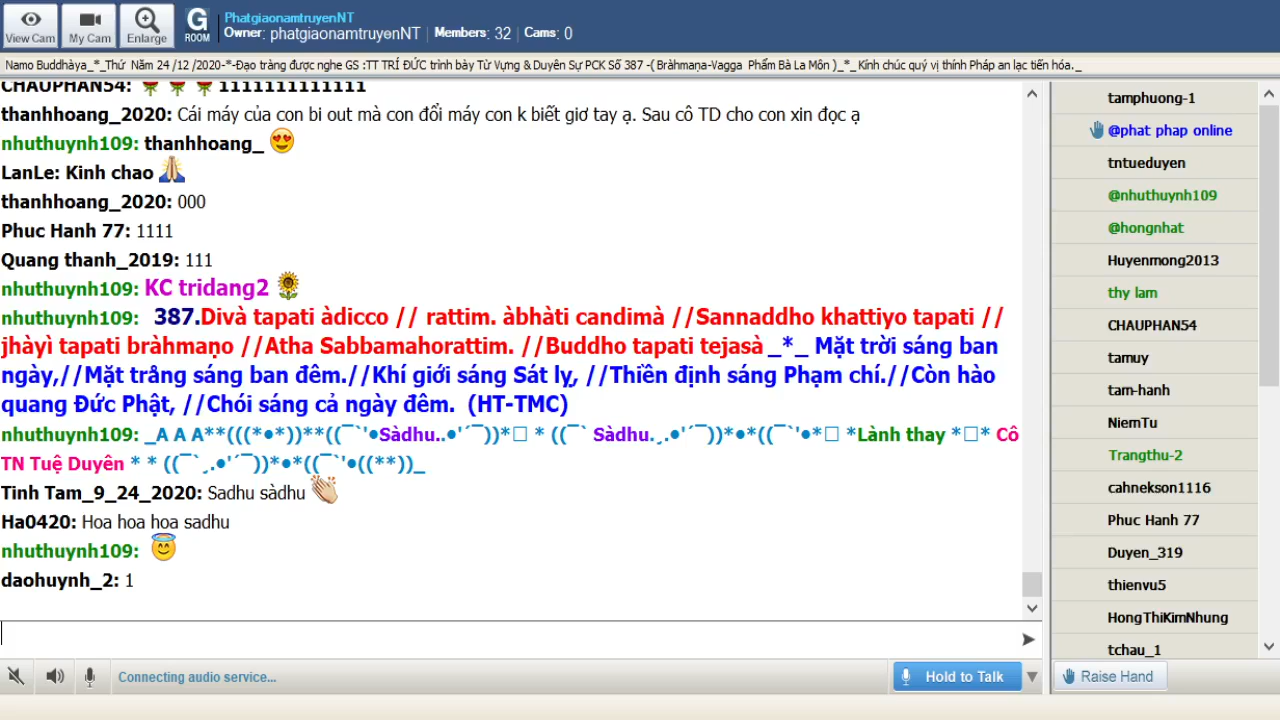 View Cam
My Cam
Enlarge
G
ROOM
PhatgiaonamtruyenNT
Owner: phatgiaonamtruyenNT | Members: 32 | Cams: 0
Namo Buddhàya_*_Thứ Năm 24 /12 /2020-*-Đạo tràng được nghe GS :TT TRÍ ĐỨC trình bày Từ Vựng & Duyên Sự PCK Số 387 -( Bràhmaṇa-Vagga Phẩm Bà La Môn )_*_Kính chúc quý vị thính Pháp an lạc tiến hóa._
CHAUPHAN54: 🌹 🌹 🌹 1111111111111
thanhhoang_2020: Cái máy của con bi out mà con đổi máy con k biết giơ tay ạ. Sau cô TD cho con xin đọc ạ
nhuthuynh109: thanhhoang_ 😍
LanLe: Kinh chao 🙏
thanhhoang_2020: 000
Phuc Hanh 77: 1111
Quang thanh_2019: 111
nhuthuynh109: KC tridang2 🌻
nhuthuynh109: 387.Divà tapati àdicco // rattim. àbhàti candimà //Sannaddho khattiyo tapati //
jhàyì tapati bràhmaṇo //Atha Sabbamahorattim. //Buddho tapati tejasà _*_ Mặt trời sáng ban
ngày,//Mặt trăng sáng ban đêm.//Khí giới sáng Sát lỵ, //Thiền định sáng Phạm chí.//Còn hào
quang Đức Phật, //Chói sáng cả ngày đêm. (HT-TMC)
nhuthuynh109: _A A A**(((*•*))**((¯`'•Sàdhu..•'´¯))*□ * ((¯` Sàdhu.¸.•'´¯))*•*((¯`'•*□ *Lành thay *□* Cô
TN Tuệ Duyên * * ((¯`¸.•'´¯))*•*((¯`'•((**))_
Tinh Tam_9_24_2020: Sadhu sàdhu 👏
Ha0420: Hoa hoa hoa sadhu
nhuthuynh109: 😇
daohuynh_2: 1
Connecting audio service...
Hold to Talk
tamphuong-1
@phat phap online
tntueduyen
@nhuthuynh109
@hongnhat
Huyenmong2013
thy lam
CHAUPHAN54
tamuy
tam-hanh
NiemTu
Trangthu-2
cahnekson1116
Phuc Hanh 77
Duyen_319
thienvu5
HongThiKimNhung
tchau_1
Raise Hand